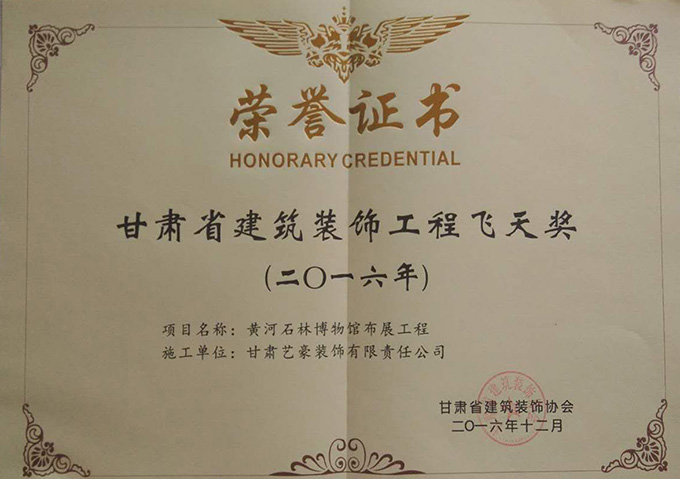 荣誉证书
HONORARY CREDENTIAL
甘肃省建筑装饰工程飞天奖
(二〇一六年)
项目名称：黄河石林博物馆布展工程
施工单位：甘肃艺豪装饰有限责任公司
甘肃省建筑装饰协会
二〇一六年十二月